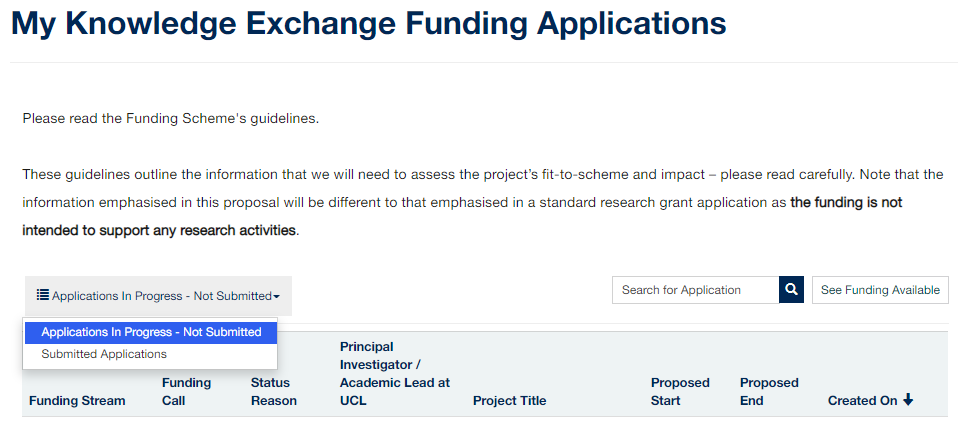 My Knowledge Exchange Funding Applications
Please read the Funding Scheme's guidelines.
These guidelines outline the information that we will need to assess the project’s fit-to-scheme and impact – please read carefully. Note that the
information emphasised in this proposal will be different to that emphasised in a standard research grant application as the funding is not
intended to support any research activities.
Applications In Progress - Not Submitted
Search for Application
See Funding Available
Applications In Progress - Not Submitted
Submitted Applications
Funding Stream
Funding
Call
Status
Reason
Principal
Investigator /
Academic Lead at
UCL
Project Title
Proposed
Start
Proposed
End
Created On